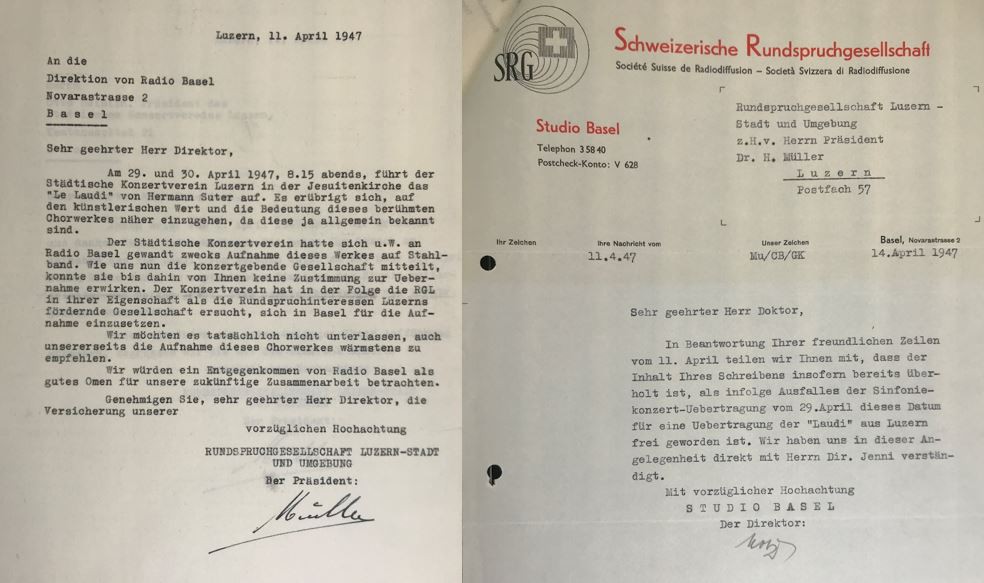 Luzern, 11. April 1947
An die
Direktion von Radio Basel
Novarastrasse 2
B a s e l
Sehr geehrter Herr Direktor,
Am 29. und 30. April 1947, 8.15 abends, führt der
Städtische Konzertverein Luzern in der Jesuitenkirche das
"Le Laudi" von Hermann Suter auf. Es erübrigt sich, auf
den künstlerischen Wert und die Bedeutung dieses berühmten
Chorwerkes näher einzugehen, da diese ja allgemein bekannt
sind.
Der Städtische Konzertverein hatte sich u.W. an
Radio Basel gewandt zwecks Aufnahme dieses Werkes auf Stahl-
band. Wie uns nun die konzertgebende Gesellschaft mitteilt,
konnte sie bis dahin von Ihnen keine Zustimmung zur Ueber-
nahme erwirken. Der Konzertverein hat in der Folge die RGL
in ihrer Eigenschaft als die Rundspruchinteressen Luzerns
fördernde Gesellschaft ersucht, sich in Basel für die Auf-
nahme einzusetzen.
Wir möchten es tatsächlich nicht unterlassen, auch
unsererseits die Aufnahme dieses Chorwerkes wärmstens zu
empfehlen.
Wir würden ein Entgegenkommen von Radio Basel als
gutes Omen für unsere zukünftige Zusammenarbeit betrachten.
Genehmigen Sie, sehr geehrter Herr Direktor, die
Versicherung unserer
vorzüglichen Hochachtung
RUNDSPRUCHGESELLSCHAFT LUZERN-STADT
UND UMGEBUNG
Der Präsident:
Müller
SRG
Schweizerische Rundspruchgesellschaft
Société Suisse de Radiodiffusion – Società Svizzera di Radiodiffusione
Studio Basel
Telephon 3 58 40
Postcheck-Konto: V 628
Rundspruchgesellschaft Luzern -
Stadt und Umgebung
z.H.v. Herrn Präsident
Dr. H. Müller
L u z e r n
Postfach 57
Ihr Zeichen
Ihre Nachricht vom
11.4.47
Unser Zeichen
Mu/CB/GK
Basel, Novarastrasse 2
14.April 1947
Sehr geehrter Herr Doktor,
In Beantwortung Ihrer freundlichen Zeilen
vom 11. April teilen wir Ihnen mit, dass der
Inhalt Ihres Schreibens insofern bereits über-
holt ist, als infolge Ausfalles der Sinfonie-
konzert-Uebertragung vom 29.April dieses Datum
für eine Uebertragung der "Laudi" aus Luzern
frei geworden ist. Wir haben uns in dieser An-
gelegenheit direkt mit Herrn Dir. Jenni verstän-
digt.
Mit vorzüglicher Hochachtung
S T U D I O  B A S E L
Der Direktor: